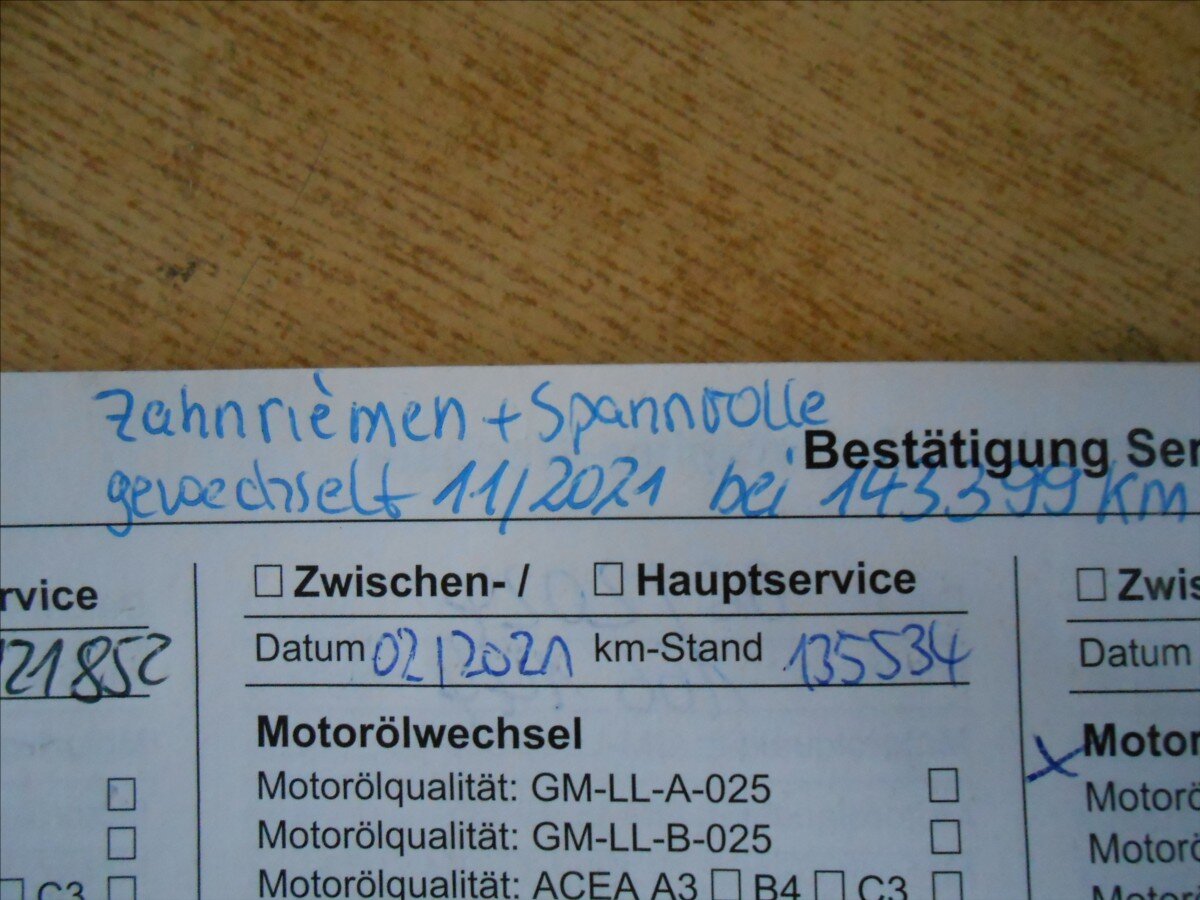 Zahnriemen + Spannrolle
gewechselt 11/2021 bei 143399 km
Bestätigung Ser
rvice
☐ Zwischen- / ☐ Hauptservice
☐ Zwis
121852
Datum 02/2021 km-Stand 135534
Datum
Motorölwechsel
x Motor
Motorölqualität: GM-LL-A-025 ☐
Motorö
Motorölqualität: GM-LL-B-025 ☐
Motorö
☐ C3 ☐
Motorölqualität: ACEA A3 ☐ B4 ☐ C3 ☐
Motorö